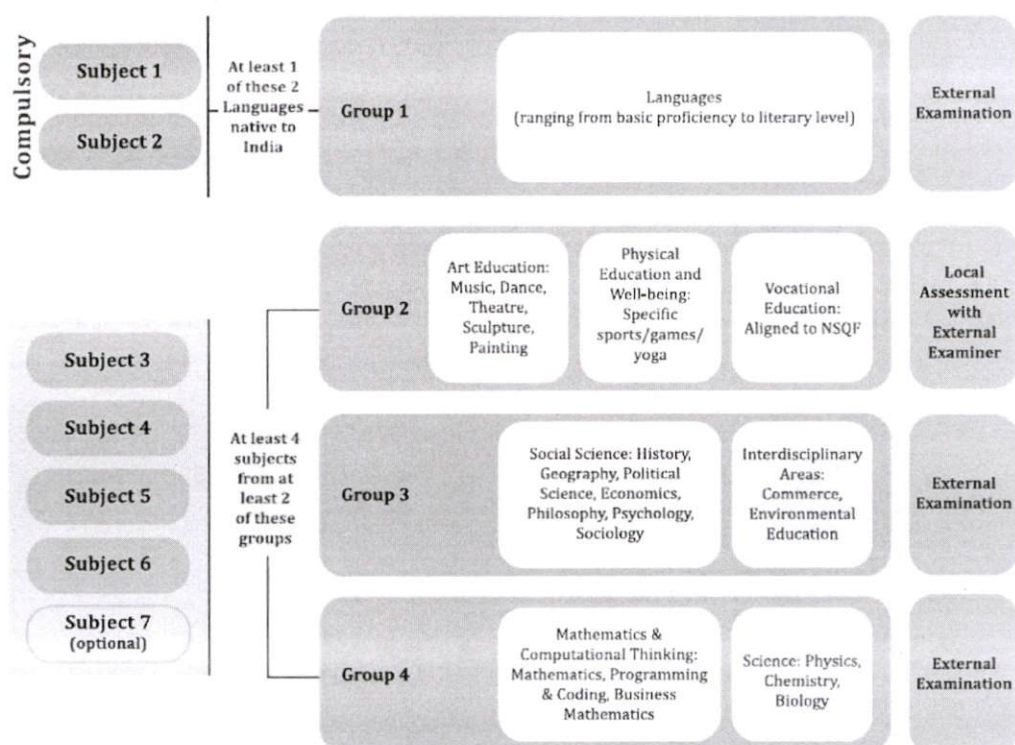 Compulsory
Subject 1
Subject 2
At least 1
of these 2
Languages
native to
India
Group 1
Languages
(ranging from basic proficiency to literary level)
External
Examination
Subject 3
Subject 4
Subject 5
Subject 6
Subject 7
(optional)
At least 4
subjects
from at
least 2
of these
groups
Group 2
Art Education:
Music, Dance,
Theatre,
Sculpture,
Painting
Physical
Education and
Well-being:
Specific
sports/games/
yoga
Vocational
Education:
Aligned to NSQF
Local
Assessment
with
External
Examiner
Group 3
Social Science: History,
Geography, Political
Science, Economics,
Philosophy, Psychology,
Sociology
Interdisciplinary
Areas:
Commerce,
Environmental
Education
External
Examination
Group 4
Mathematics &
Computational Thinking:
Mathematics, Programming
& Coding, Business
Mathematics
Science: Physics,
Chemistry,
Biology
External
Examination